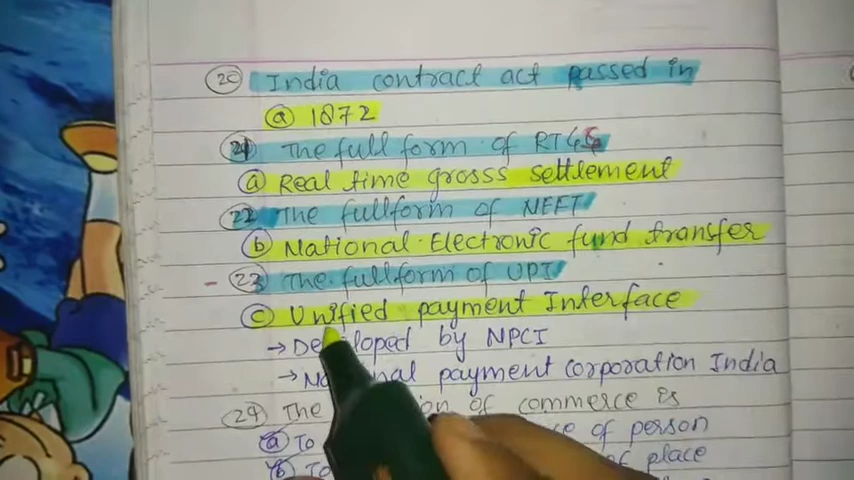 20 India contract act passed in
a 1872
21 The full form of RTGS
a Real time grosss settlement
22 The fullform of NEFT
b National Electronic fund transfer
23 The fullform of UPI
c Unified payment Interface
→ Developed by NPCI
→ payment corporation India
24 The of commerce is
a To of person
b To of place